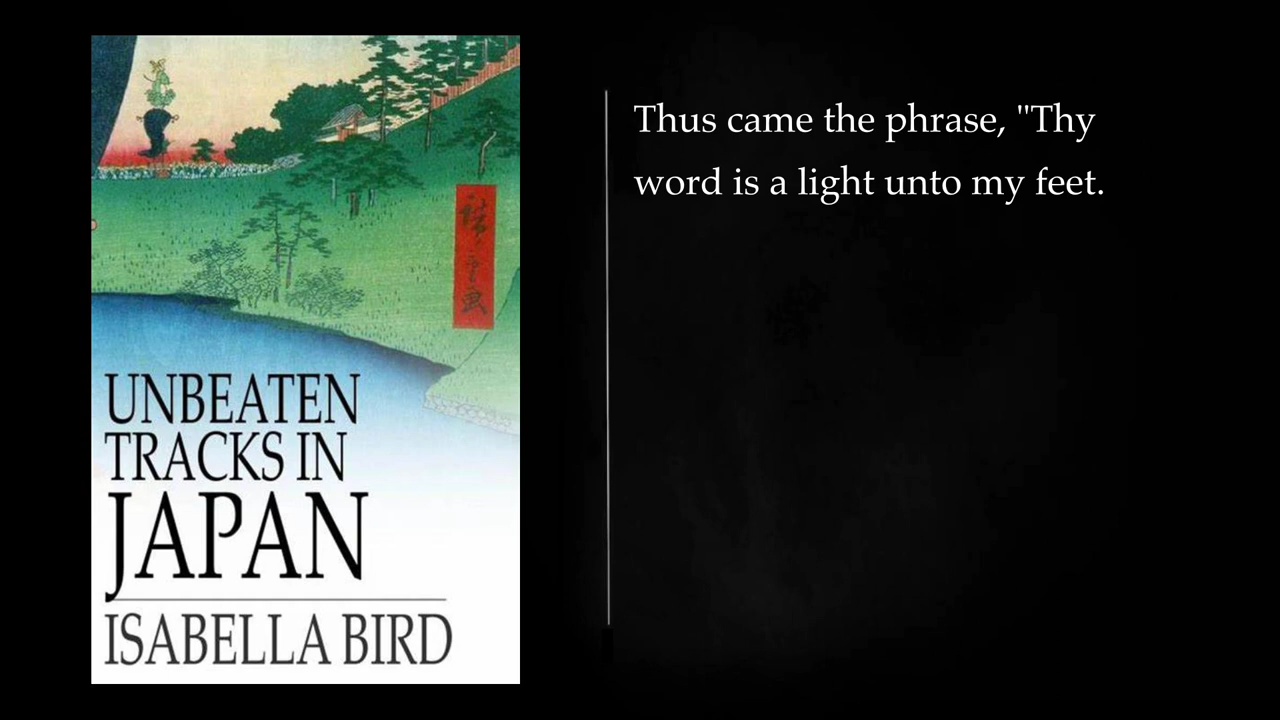 UNBEATEN
TRACKS IN
JAPAN
ISABELLA BIRD
Thus came the phrase, "Thy
word is a light unto my feet.